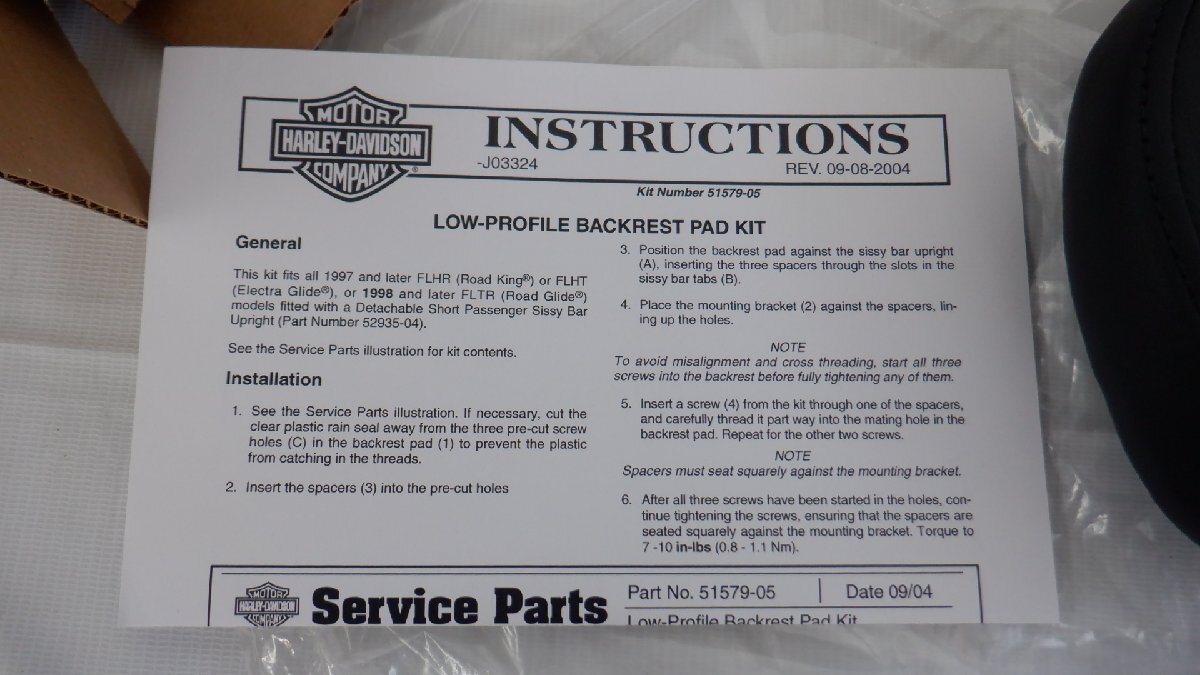 MOTOR
HARLEY-DAVIDSON
COMPANY
®
INSTRUCTIONS
-J03324
REV. 09-08-2004
Kit Number 51579-05
LOW-PROFILE BACKREST PAD KIT
General
This kit fits all 1997 and later FLHR (Road King®) or FLHT
(Electra Glide®), or 1998 and later FLTR (Road Glide®)
models fitted with a Detachable Short Passenger Sissy Bar
Upright (Part Number 52935-04).
See the Service Parts illustration for kit contents.
Installation
1. See the Service Parts illustration. If necessary, cut the
clear plastic rain seal away from the three pre-cut screw
holes (C) in the backrest pad (1) to prevent the plastic
from catching in the threads.
2. Insert the spacers (3) into the pre-cut holes
3. Position the backrest pad against the sissy bar upright
(A), inserting the three spacers through the slots in the
sissy bar tabs (B).
4. Place the mounting bracket (2) against the spacers, lin-
ing up the holes.
NOTE
To avoid misalignment and cross threading, start all three
screws into the backrest before fully tightening any of them.
5. Insert a screw (4) from the kit through one of the spacers,
and carefully thread it part way into the mating hole in the
backrest pad. Repeat for the other two screws.
NOTE
Spacers must seat squarely against the mounting bracket.
6. After all three screws have been started in the holes, con-
tinue tightening the screws, ensuring that the spacers are
seated squarely against the mounting bracket. Torque to
7 -10 in-lbs (0.8 - 1.1 Nm).
MOTOR
HARLEY-DAVIDSON
COMPANY
Service Parts
Part No. 51579-05
Date 09/04
Low-Profile Backrest Pad Kit